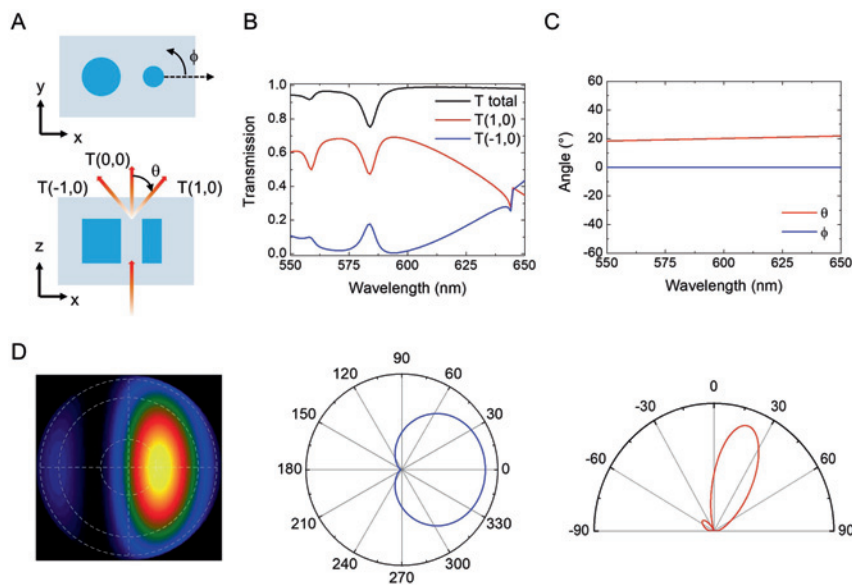 A
ϕ
y
x
T(0,0)
θ
T(-1,0)
T(1,0)
z
x
B
1.0
0.8
0.6
0.4
0.2
0.0
Transmission
T total
T(1,0)
T(-1,0)
550 575 600 625 650
Wavelength (nm)
C
60
40
20
0
-20
-40
-60
Angle (°)
θ
ϕ
550 575 600 625 650
Wavelength (nm)
D
90
120 60
150 30
180 0
210 330
240 300
270
0
-30 30
-60 60
-90 90